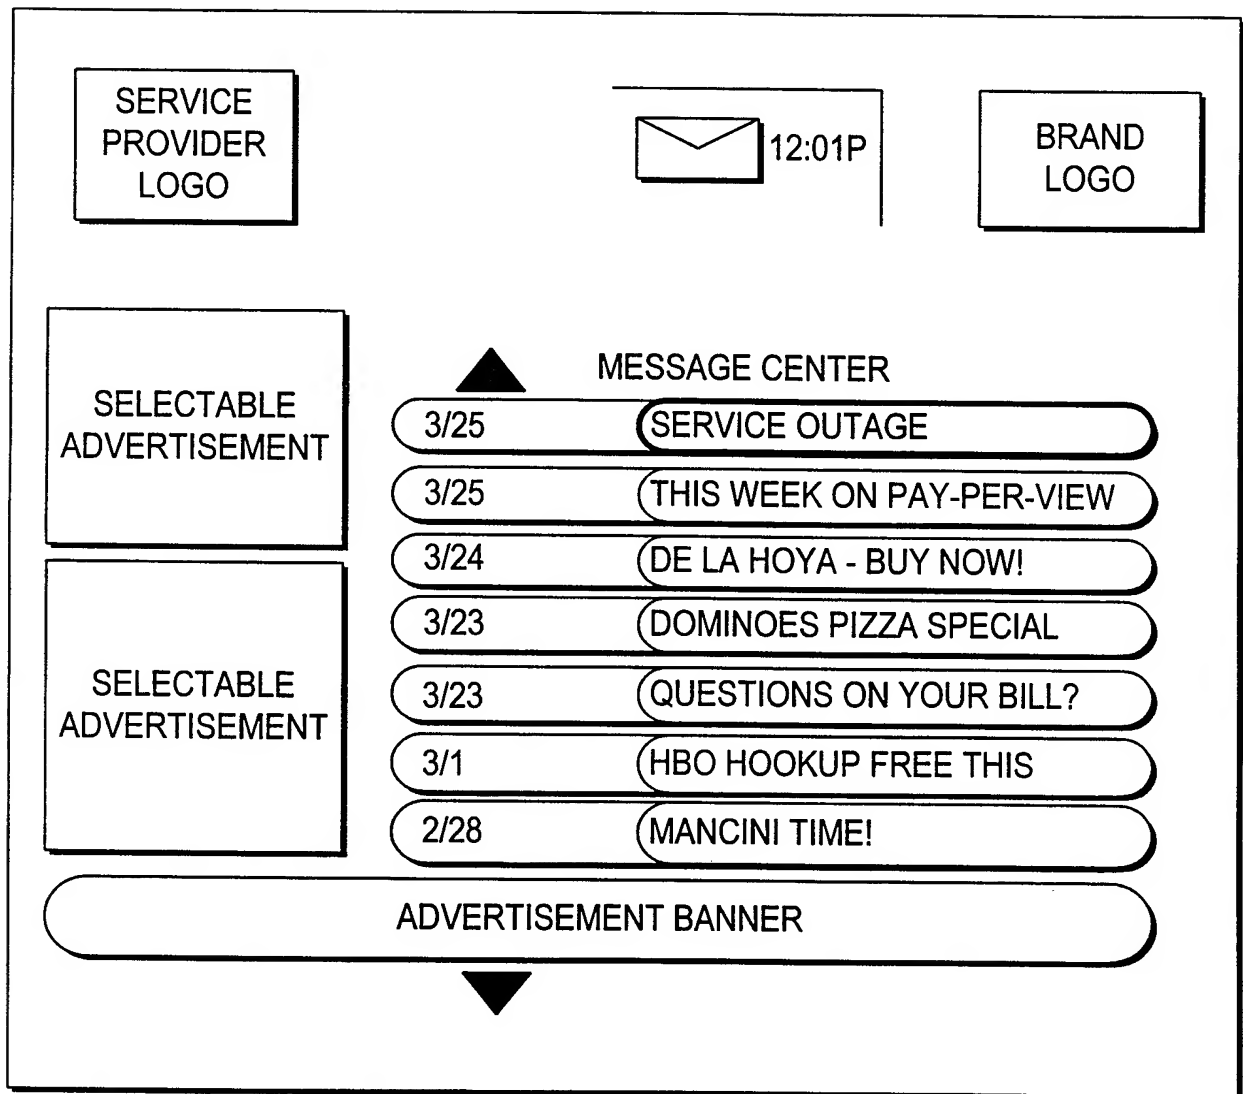 SERVICE
PROVIDER
LOGO
12:01P
BRAND
LOGO
SELECTABLE
ADVERTISEMENT
SELECTABLE
ADVERTISEMENT
MESSAGE CENTER
3/25 SERVICE OUTAGE
3/25 THIS WEEK ON PAY-PER-VIEW
3/24 DE LA HOYA - BUY NOW!
3/23 DOMINOES PIZZA SPECIAL
3/23 QUESTIONS ON YOUR BILL?
3/1 HBO HOOKUP FREE THIS
2/28 MANCINI TIME!
ADVERTISEMENT BANNER